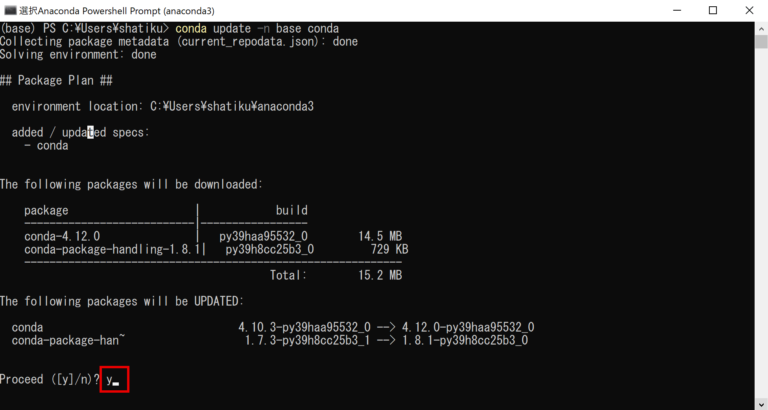 選択Anaconda Powershell Prompt (anaconda3)
(base) PS C:¥Users¥shatiku> conda update -n base conda
Collecting package metadata (current_repodata.json): done
Solving environment: done
## Package Plan ##
environment location: C:¥Users¥shatiku¥anaconda3
added / updated specs:
- conda
The following packages will be downloaded:
package | build
---------------------------|-----------------
conda-4.12.0 | py39haa95532_0 14.5 MB
conda-package-handling-1.8.1| py39h8cc25b3_0 729 KB
------------------------------------------------------------
Total: 15.2 MB
The following packages will be UPDATED:
conda 4.10.3-py39haa95532_0 --> 4.12.0-py39haa95532_0
conda-package-han~ 1.7.3-py39h8cc25b3_1 --> 1.8.1-py39h8cc25b3_0
Proceed ([y]/n)? y